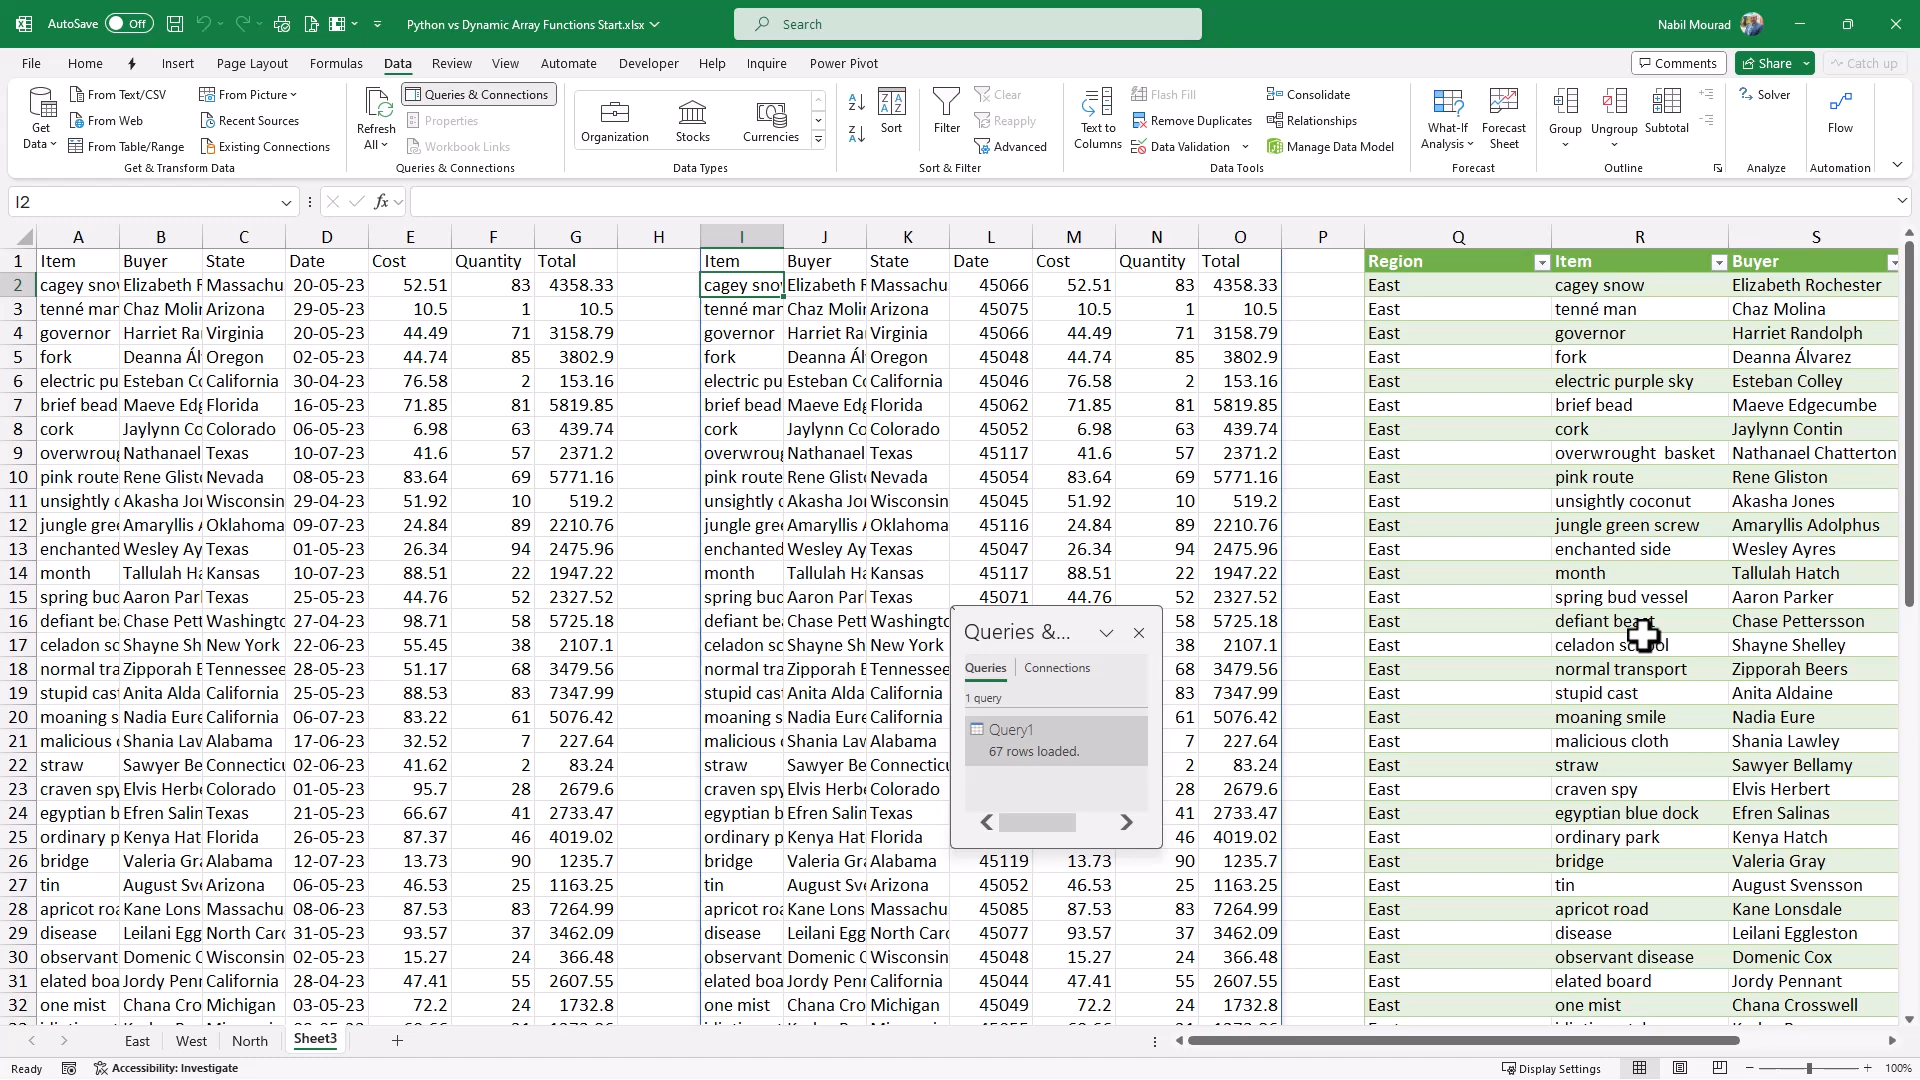 AutoSave Off Python vs Dynamic Array Functions Start.xlsx Search Nabil Mourad
File Home Insert Page Layout Formulas Data Review View Automate Developer Help Inquire Power Pivot Comments Share Catch up
Get Data From Text/CSV From Web From Table/Range From Picture Recent Sources Existing Connections
Refresh All Queries & Connections Properties Workbook Links
Organization Stocks Currencies
Sort Filter Clear Reapply Advanced
Text to Columns Flash Fill Remove Duplicates Data Validation Consolidate Relationships Manage Data Model
What-If Analysis Forecast Sheet Group Ungroup Subtotal Solver Flow
Get & Transform Data Queries & Connections Data Types Sort & Filter Data Tools Forecast Outline Analyze Automation
I2 fx
A B C D E F G H I J K L M N O P Q R S
1 Item Buyer State Date Cost Quantity Total Item Buyer State Date Cost Quantity Total Region Item Buyer
2 cagey snow Elizabeth R Massachu 20-05-23 52.51 83 4358.33 cagey snow Elizabeth R Massachu 45066 52.51 83 4358.33 East cagey snow Elizabeth Rochester
3 tenné man Chaz Molin Arizona 29-05-23 10.5 1 10.5 tenné man Chaz Molin Arizona 45075 10.5 1 10.5 East tenné man Chaz Molina
4 governor Harriet Ra Virginia 20-05-23 44.49 71 3158.79 governor Harriet Ra Virginia 45066 44.49 71 3158.79 East governor Harriet Randolph
5 fork Deanna Ál Oregon 02-05-23 44.74 85 3802.9 fork Deanna Ál Oregon 45048 44.74 85 3802.9 East fork Deanna Álvarez
6 electric pu Esteban Co California 30-04-23 76.58 2 153.16 electric pu Esteban Co California 45046 76.58 2 153.16 East electric purple sky Esteban Colley
7 brief bead Maeve Edg Florida 16-05-23 71.85 81 5819.85 brief bead Maeve Edg Florida 45062 71.85 81 5819.85 East brief bead Maeve Edgecumbe
8 cork Jaylynn Co Colorado 06-05-23 6.98 63 439.74 cork Jaylynn Co Colorado 45052 6.98 63 439.74 East cork Jaylynn Contin
9 overwroug Nathanael Texas 10-07-23 41.6 57 2371.2 overwroug Nathanael Texas 45117 41.6 57 2371.2 East overwrought basket Nathanael Chatterton
10 pink route Rene Glisto Nevada 08-05-23 83.64 69 5771.16 pink route Rene Glisto Nevada 45054 83.64 69 5771.16 East pink route Rene Gliston
11 unsightly c Akasha Jon Wisconsin 29-04-23 51.92 10 519.2 unsightly c Akasha Jon Wisconsin 45045 51.92 10 519.2 East unsightly coconut Akasha Jones
12 jungle gree Amaryllis A Oklahoma 09-07-23 24.84 89 2210.76 jungle gree Amaryllis A Oklahoma 45116 24.84 89 2210.76 East jungle green screw Amaryllis Adolphus
13 enchanted Wesley Ay Texas 01-05-23 26.34 94 2475.96 enchanted Wesley Ay Texas 45047 26.34 94 2475.96 East enchanted side Wesley Ayres
14 month Tallulah Ha Kansas 10-07-23 88.51 22 1947.22 month Tallulah Ha Kansas 45117 88.51 22 1947.22 East month Tallulah Hatch
15 spring bud Aaron Parl Texas 25-05-23 44.76 52 2327.52 spring bud Aaron Parl Texas 45071 44.76 52 2327.52 East spring bud vessel Aaron Parker
16 defiant bea Chase Pett Washingto 27-04-23 98.71 58 5725.18 defiant bea Chase Pett Washingto 58 5725.18 East defiant beast Chase Pettersson
17 celadon sc Shayne Sh New York 22-06-23 55.45 38 2107.1 celadon sc Shayne Sh New York 38 2107.1 East celadon school Shayne Shelley
18 normal tra Zipporah B Tennessee 28-05-23 51.17 68 3479.56 normal tra Zipporah B Tennessee 68 3479.56 East normal transport Zipporah Beers
19 stupid cast Anita Alda California 25-05-23 88.53 83 7347.99 stupid cast Anita Alda California 83 7347.99 East stupid cast Anita Aldaine
20 moaning s Nadia Eure California 06-07-23 83.22 61 5076.42 moaning s Nadia Eure California 61 5076.42 East moaning smile Nadia Eure
21 malicious c Shania Law Alabama 17-06-23 32.52 7 227.64 malicious c Shania Law Alabama 7 227.64 East malicious cloth Shania Lawley
22 straw Sawyer Be Connecticu 02-06-23 41.62 2 83.24 straw Sawyer Be Connecticu 2 83.24 East straw Sawyer Bellamy
23 craven spy Elvis Herbe Colorado 01-05-23 95.7 28 2679.6 craven spy Elvis Herbe Colorado 28 2679.6 East craven spy Elvis Herbert
24 egyptian b Efren Salin Texas 21-05-23 66.67 41 2733.47 egyptian b Efren Salin Texas 41 2733.47 East egyptian blue dock Efren Salinas
25 ordinary p Kenya Hat Florida 26-05-23 87.37 46 4019.02 ordinary p Kenya Hat Florida 46 4019.02 East ordinary park Kenya Hatch
26 bridge Valeria Gra Alabama 12-07-23 13.73 90 1235.7 bridge Valeria Gra Alabama 45119 13.73 90 1235.7 East bridge Valeria Gray
27 tin August Sve Arizona 06-05-23 46.53 25 1163.25 tin August Sve Arizona 45052 46.53 25 1163.25 East tin August Svensson
28 apricot roa Kane Lons Massachu 08-06-23 87.53 83 7264.99 apricot roa Kane Lons Massachu 45085 87.53 83 7264.99 East apricot road Kane Lonsdale
29 disease Leilani Egg North Caro 31-05-23 93.57 37 3462.09 disease Leilani Egg North Caro 45077 93.57 37 3462.09 East disease Leilani Eggleston
30 observant Domenic C Wisconsin 02-05-23 15.27 24 366.48 observant Domenic C Wisconsin 45048 15.27 24 366.48 East observant disease Domenic Cox
31 elated boa Jordy Penn California 28-04-23 47.41 55 2607.55 elated boa Jordy Penn California 45044 47.41 55 2607.55 East elated board Jordy Pennant
32 one mist Chana Cro Michigan 03-05-23 72.2 24 1732.8 one mist Chana Cro Michigan 45049 72.2 24 1732.8 East one mist Chana Crosswell
Queries &...
Queries Connections
1 query
Query1
67 rows loaded.
East West North Sheet3
Ready Accessibility: Investigate Display Settings 100%